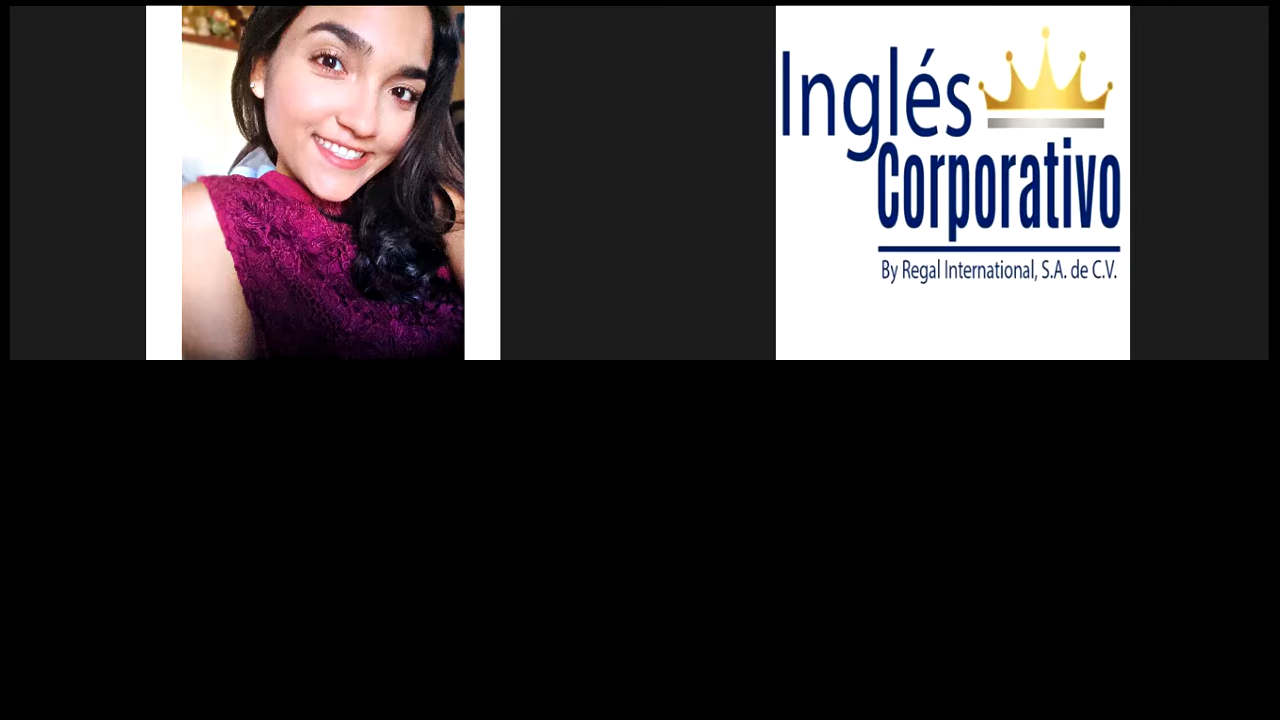 Inglés
Corporativo
By Regal International, S.A. de C.V.